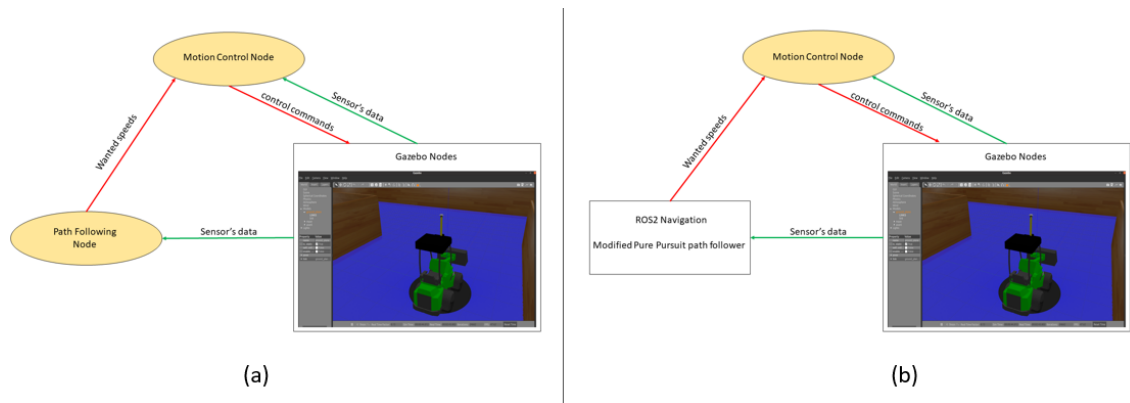 Motion Control Node
Wanted speeds
control commands
Sensor's data
Gazebo Nodes
Path Following
Node
Sensor's data
(a)
Motion Control Node
Wanted speeds
control commands
Sensor's data
Gazebo Nodes
ROS2 Navigation
Modified Pure Pursuit path follower
Sensor's data
(b)